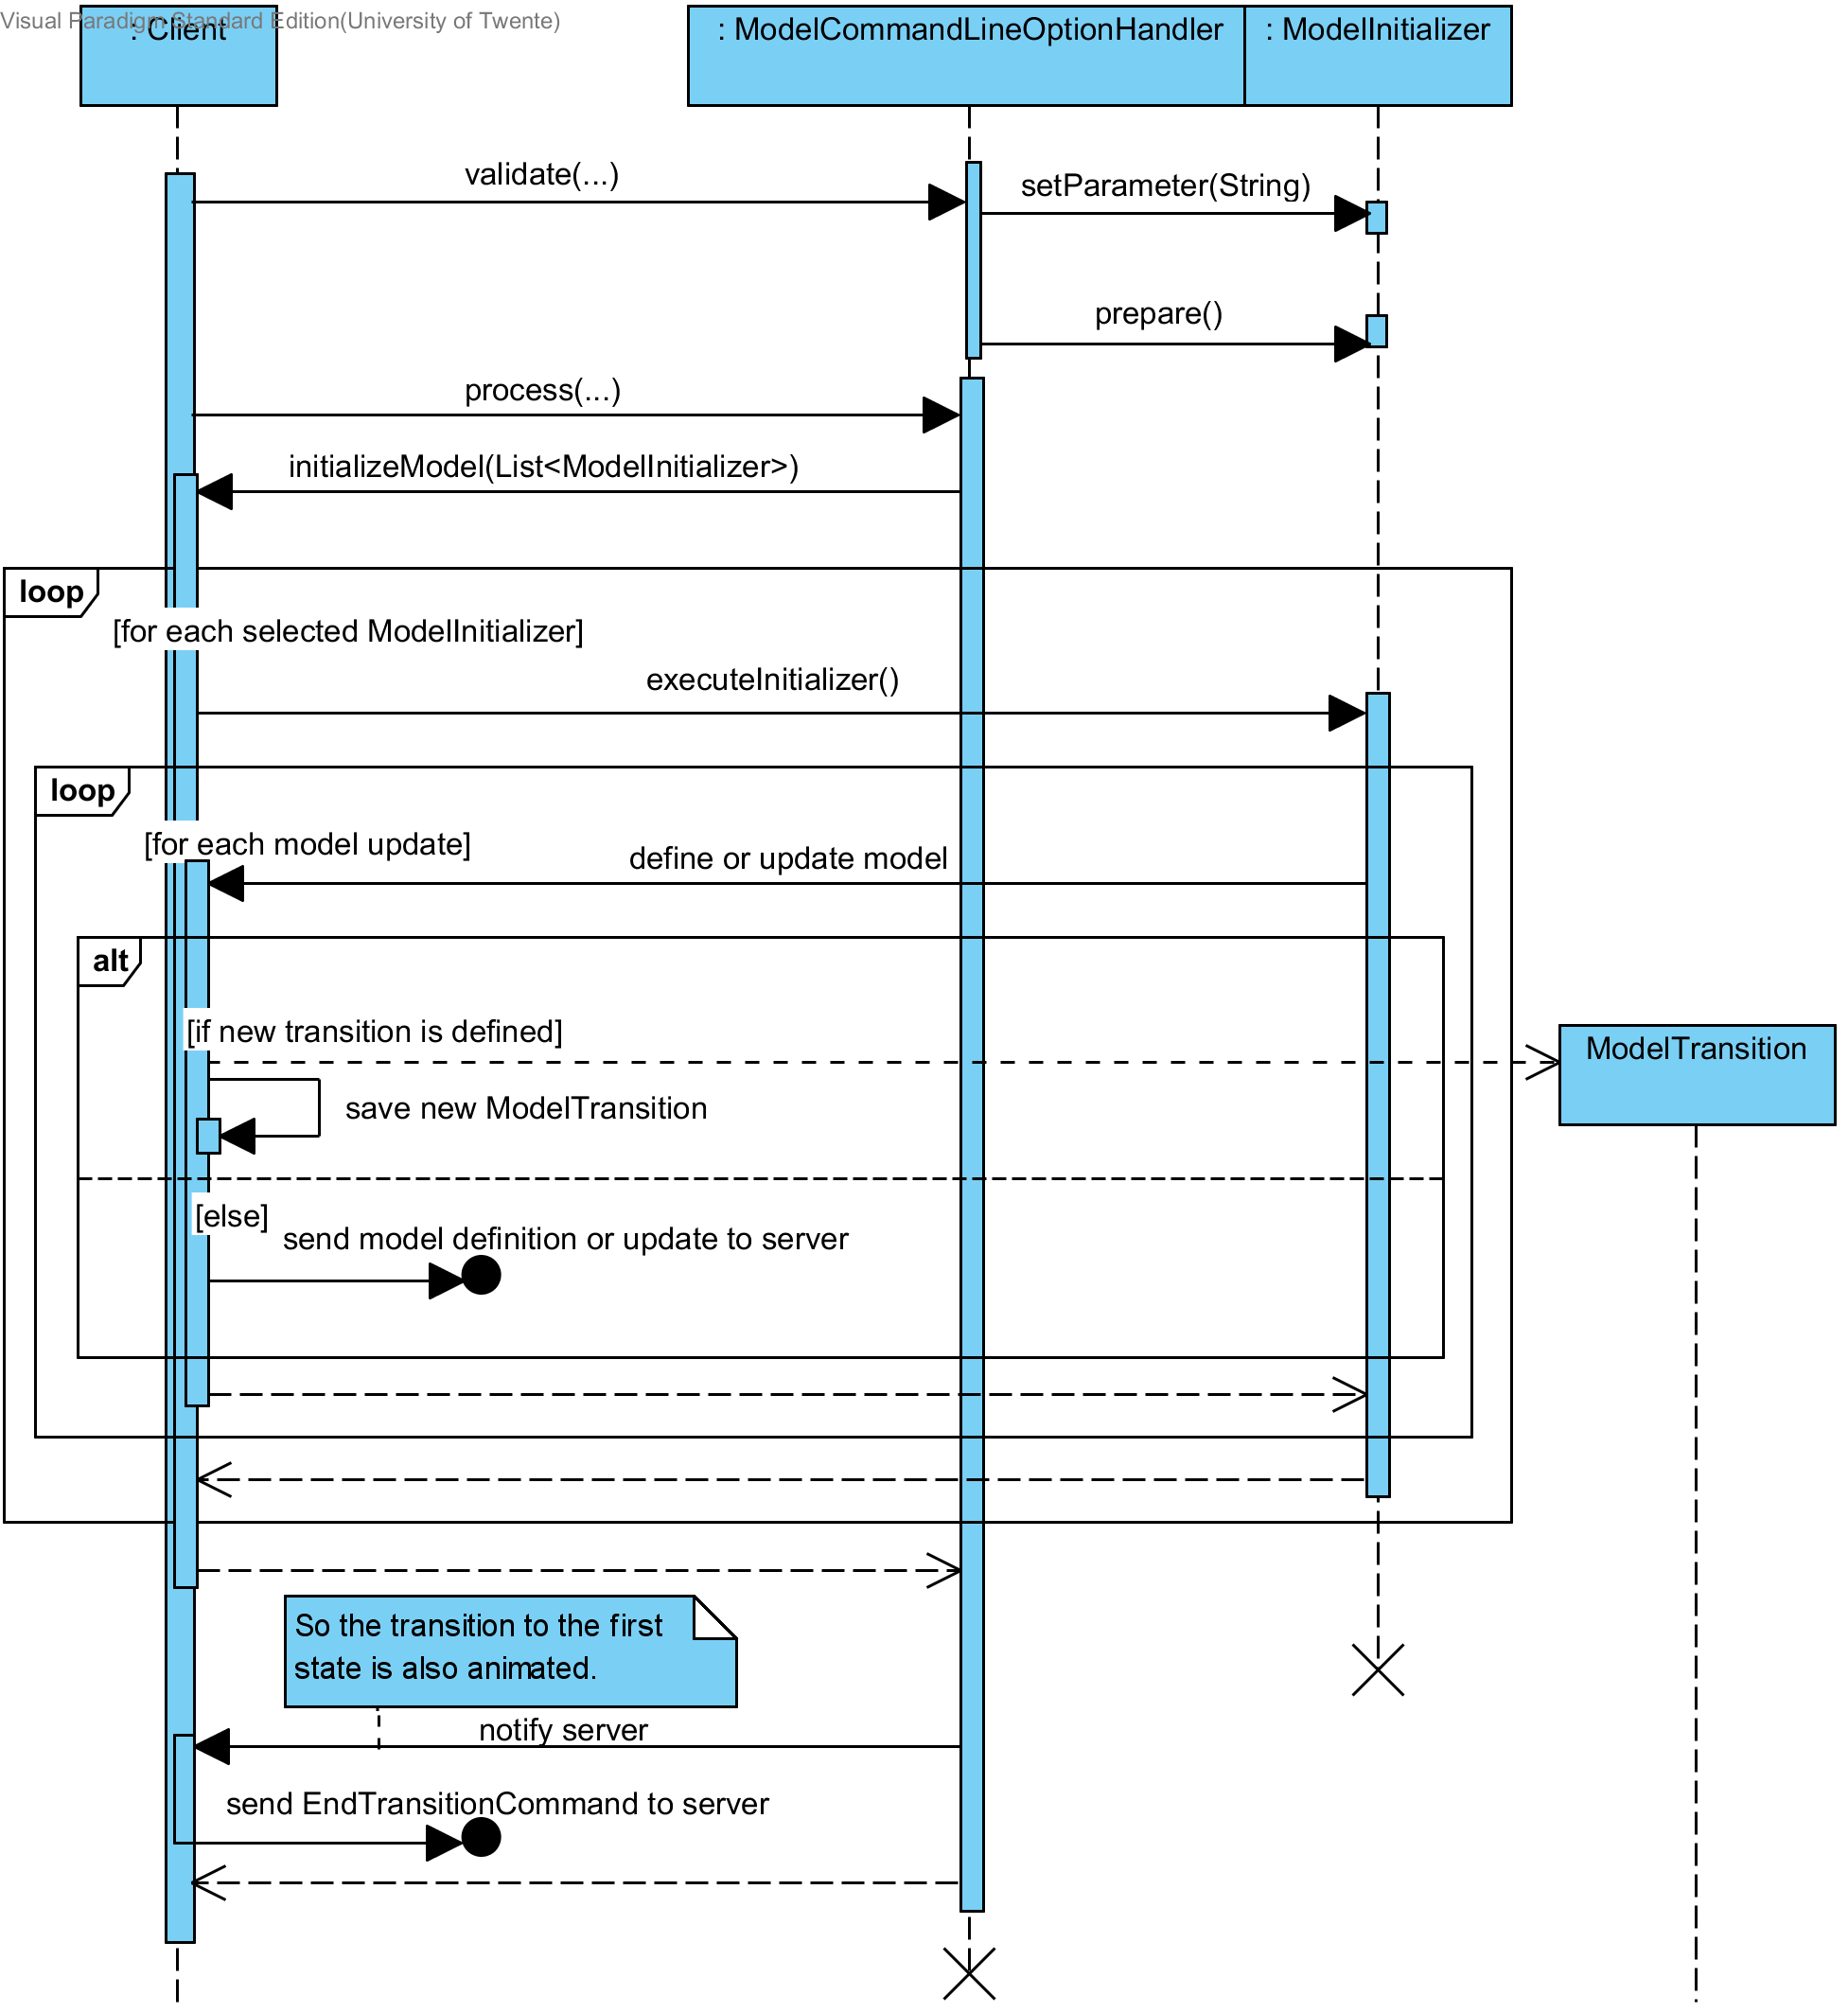 Visual Paradigm Standard Edition(University of Twente)
: Client
: ModelCommandLineOptionHandler
: ModelInitializer
validate(...)
setParameter(String)
prepare()
process(...)
initializeModel(List<ModelInitializer>)
loop
[for each selected ModelInitializer]
executeInitializer()
loop
[for each model update]
define or update model
alt
[if new transition is defined]
ModelTransition
save new ModelTransition
[else]
send model definition or update to server
So the transition to the first
state is also animated.
notify server
send EndTransitionCommand to server